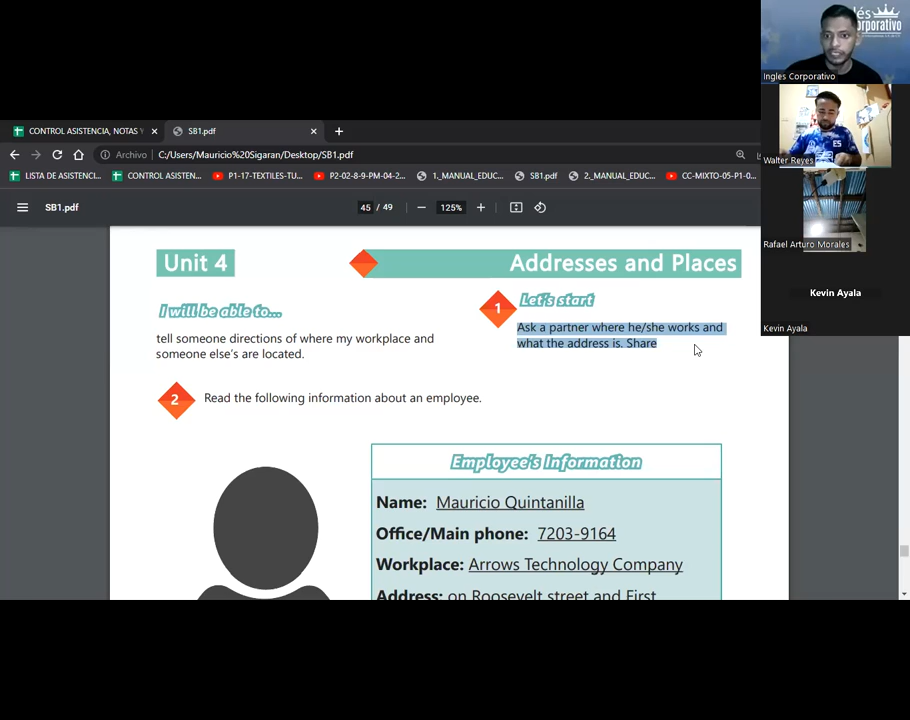 CONTROL ASISTENCIA, NOTAS
SB1.pdf
Archivo
C:/Users/Mauricio%20Sigaran/Desktop/SB1.pdf
LISTA DE ASISTENCI...
CONTROL ASISTEN...
P1-17-TEXTILES-TU...
P2-02-8-9-PM-04-2...
1._MANUAL_EDUC...
SB1.pdf
2._MANUAL_EDUC...
CC-MIXTO-05-P1-0...
SB1.pdf
45 / 49
125%
Unit 4
Addresses and Places
I will be able to...
tell someone directions of where my workplace and
someone else's are located.
1
Let's start
Ask a partner where he/she works and
what the address is. Share
2
Read the following information about an employee.
Employee's Information
Name: Mauricio Quintanilla
Office/Main phone: 7203-9164
Workplace: Arrows Technology Company
Address: on Roosevelt street and First
Ingles Corporativo
Walter Reyes
Rafael Arturo Morales
Kevin Ayala
Kevin Ayala